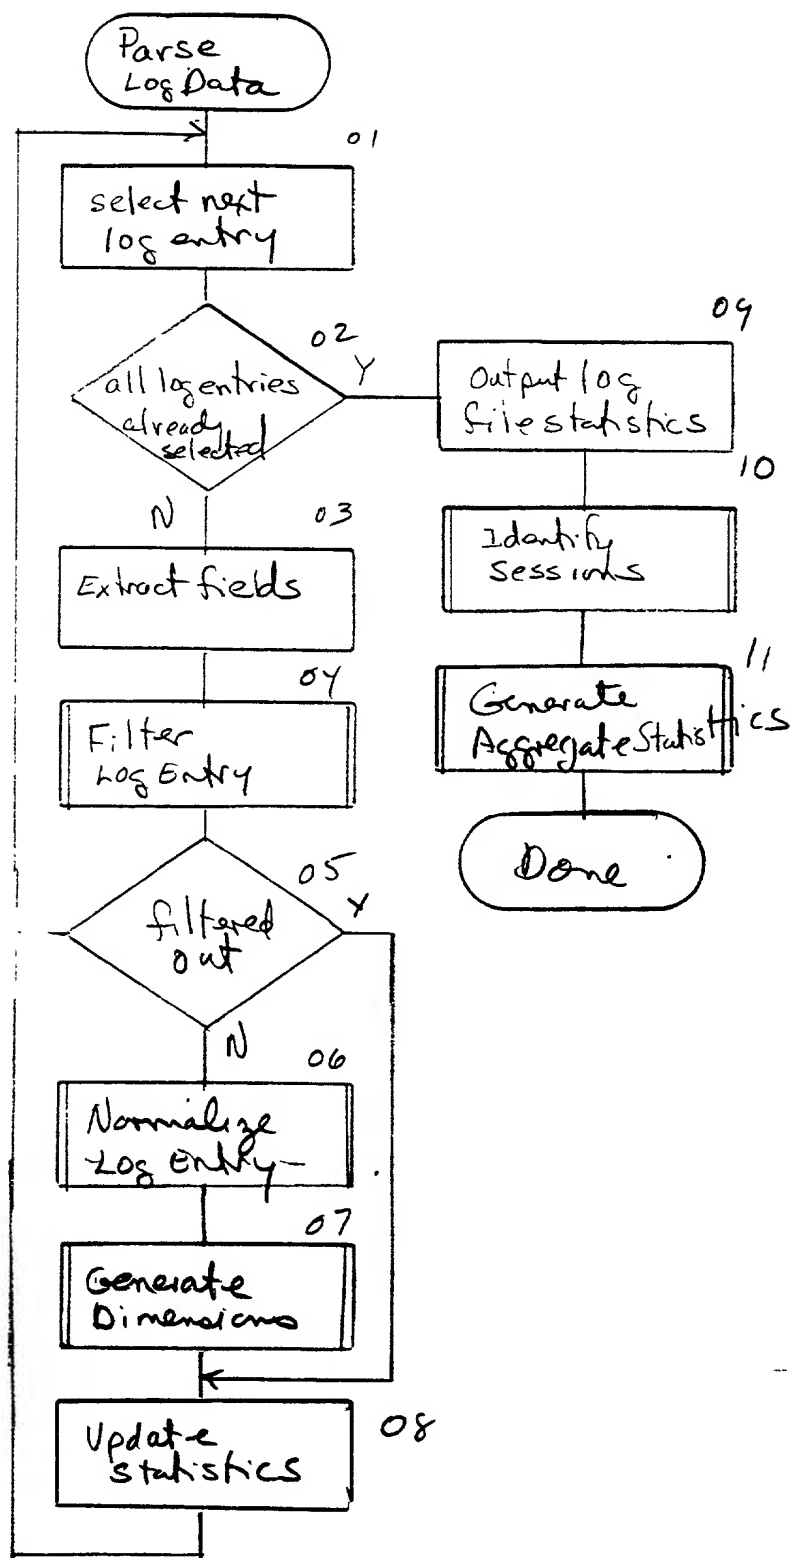 Parse
Log Data
01
select next
log entry
02
all log entries
already
selected
Y
N
03
Extract fields
04
Filter
Log Entry
05
filtered
out
Y
N
06
Normalize
Log Entry
07
Generate
Dimensions
08
Update
statistics
09
Output log
file statistics
10
Identify
Sessions
11
Generate
Aggregate Statistics
Done